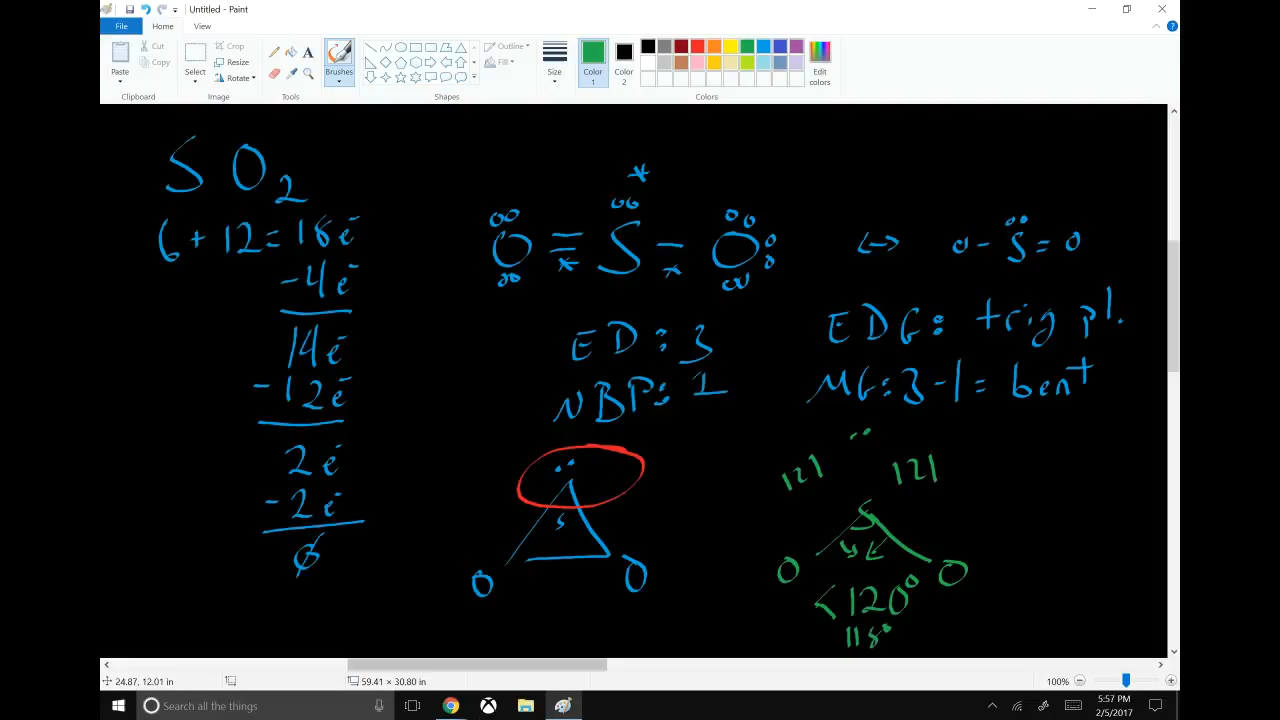 Untitled - Paint
File Home View
Paste
Cut
Copy
Clipboard
Select
Crop
Resize
Rotate
Image
A
Tools
Brushes
Outline
Fill
Shapes
Size
Color 1
Color 2
Edit colors
Colors
SO2
6 + 12 = 18e-
- 4e-
14e-
- 12e-
2e-
- 2e-
0
*
O = S - O ↔ O - S = O
* *
ED: 3
NBP: 1
EDG: trig pl.
MG: 3 - 1 = bent
S
O O
121 121
S
O O
<120°
118°
24.87, 12.01 in
59.41 × 30.80 in
100%
Search all the things
5:57 PM
2/5/2017